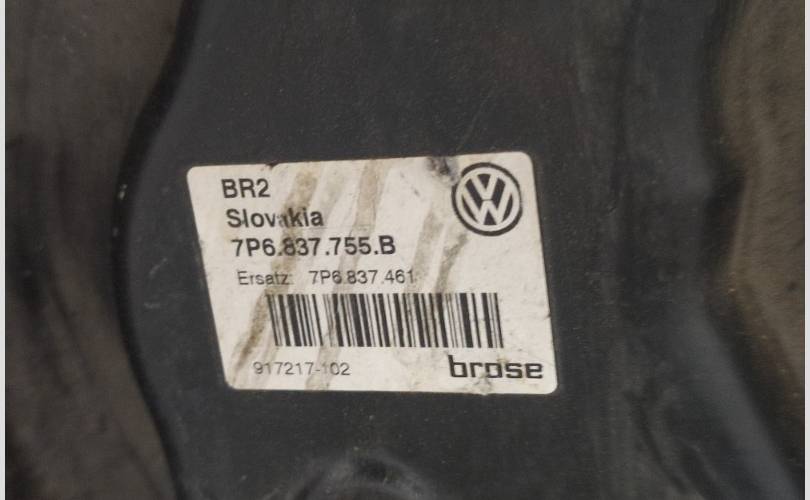 BR2
Slovakia
7P6.837.755.B
Ersatz: 7P6.837.461
917217-102
brose